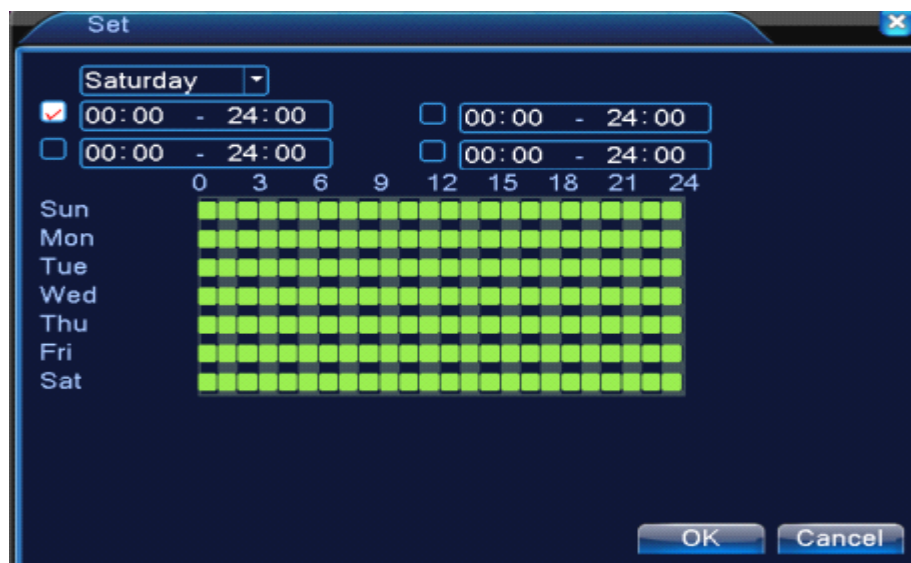 Set
Saturday
00:00 - 24:00 00:00 - 24:00
00:00 - 24:00 00:00 - 24:00
0 3 6 9 12 15 18 21 24
Sun
Mon
Tue
Wed
Thu
Fri
Sat
OK Cancel